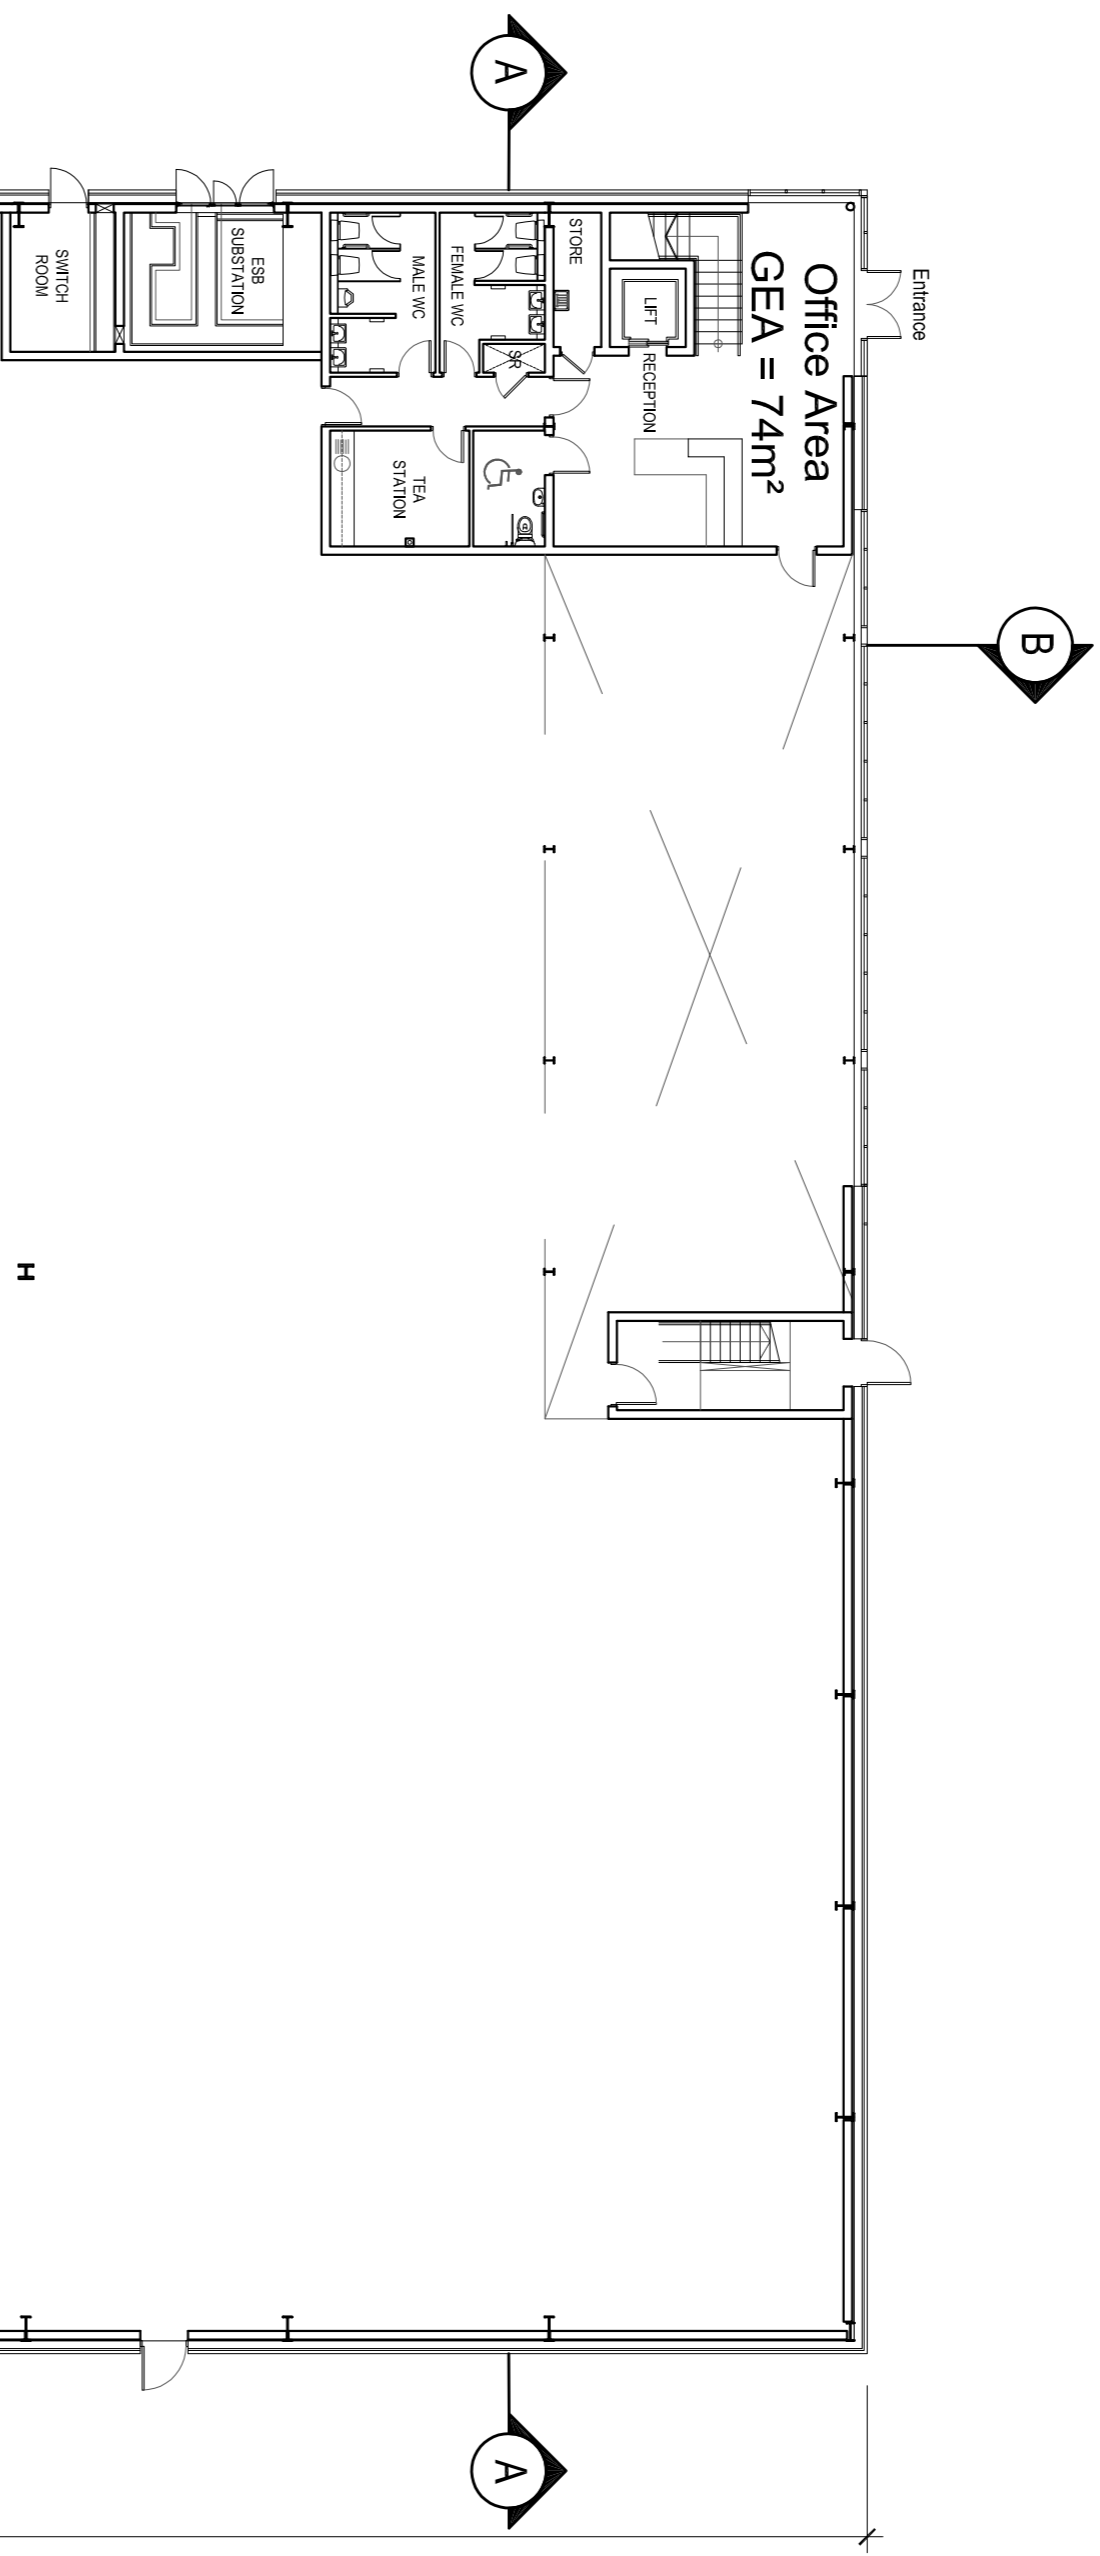 A
Entrance
Office Area
GEA = 74m²
LIFT
RECEPTION
STORE
SR
FEMALE WC
MALE WC
TEA
STATION
ESB
SUBSTATION
SWITCH
ROOM
B
A